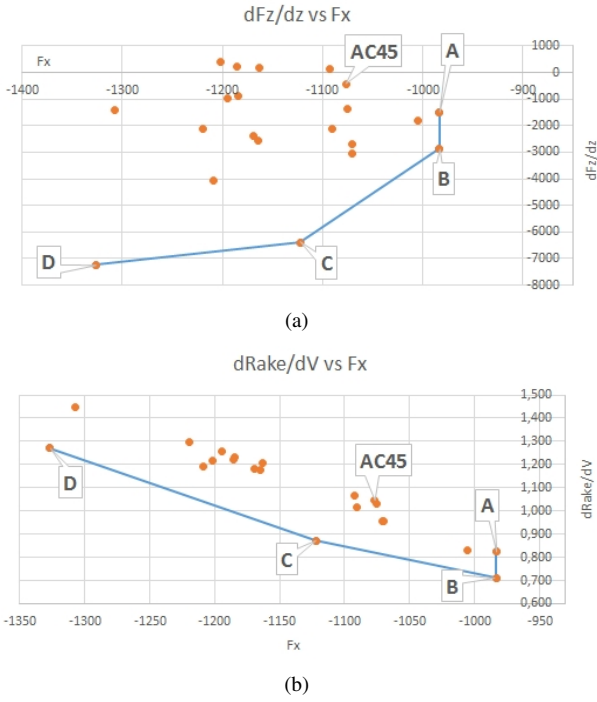 dFz/dz vs Fx
1000
Fx
AC45
A
0
-1400 -1300 -1200 -1100 -1000 -900
-1000
-2000
-3000
B
-4000
dFz/dz
-5000
-6000
D
C
-7000
-8000
(a)
dRake/dV vs Fx
1,500
1,400
1,300
AC45
1,200
D
1,100
A
1,000
dRake/dV
0,900
C
0,800
B
0,700
0,600
-1350 -1300 -1250 -1200 -1150 -1100 -1050 -1000 -950
Fx
(b)